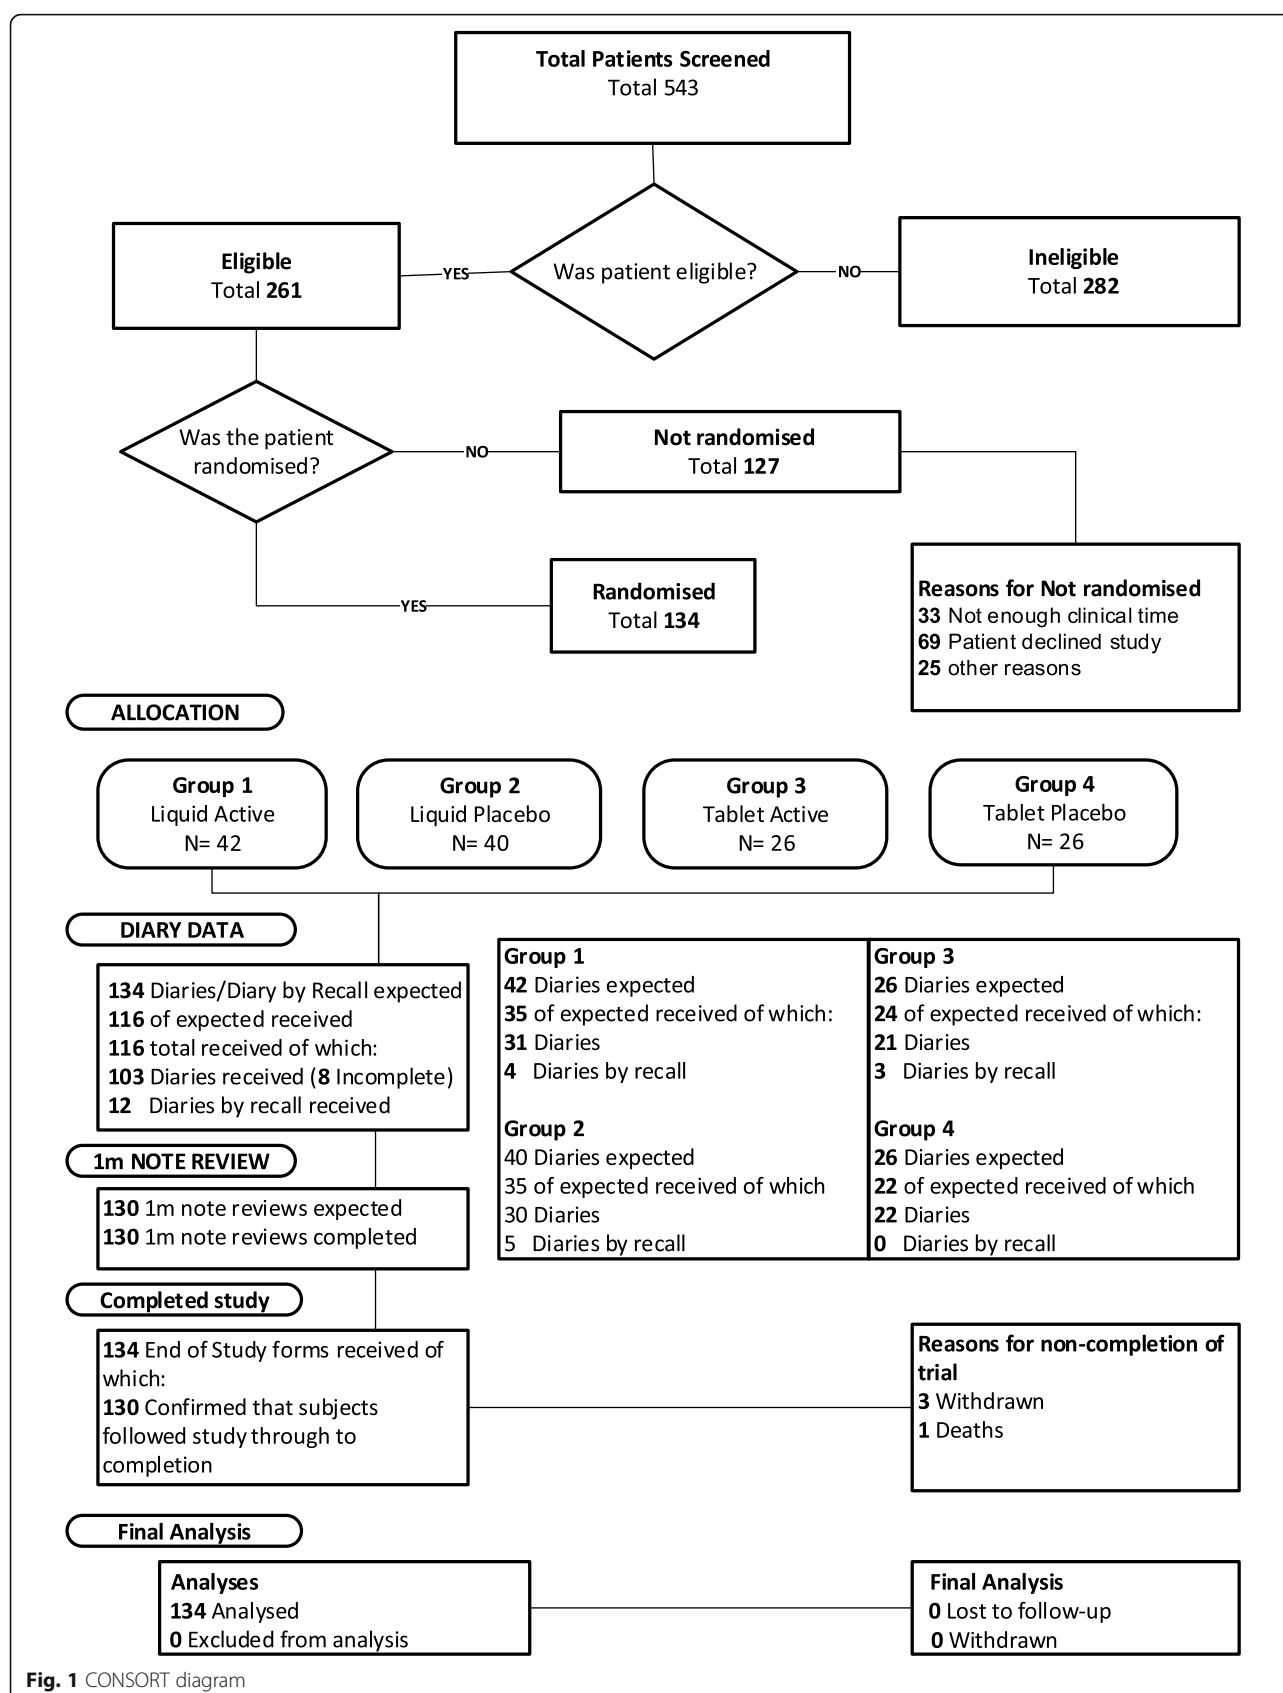 Total Patients Screened
Total 543
Was patient eligible?
YES
NO
Eligible
Total 261
Ineligible
Total 282
Was the patient
randomised?
NO
Not randomised
Total 127
YES
Randomised
Total 134
Reasons for Not randomised
33 Not enough clinical time
69 Patient declined study
25 other reasons
ALLOCATION
Group 1
Liquid Active
N= 42
Group 2
Liquid Placebo
N= 40
Group 3
Tablet Active
N= 26
Group 4
Tablet Placebo
N= 26
DIARY DATA
134 Diaries/Diary by Recall expected
116 of expected received
116 total received of which:
103 Diaries received (8 Incomplete)
12 Diaries by recall received
Group 1
42 Diaries expected
35 of expected received of which:
31 Diaries
4 Diaries by recall
Group 2
40 Diaries expected
35 of expected received of which
30 Diaries
5 Diaries by recall
Group 3
26 Diaries expected
24 of expected received of which:
21 Diaries
3 Diaries by recall
Group 4
26 Diaries expected
22 of expected received of which
22 Diaries
0 Diaries by recall
1m NOTE REVIEW
130 1m note reviews expected
130 1m note reviews completed
Completed study
134 End of Study forms received of
which:
130 Confirmed that subjects
followed study through to
completion
Reasons for non-completion of
trial
3 Withdrawn
1 Deaths
Final Analysis
Analyses
134 Analysed
0 Excluded from analysis
Final Analysis
0 Lost to follow-up
0 Withdrawn
Fig. 1 CONSORT diagram